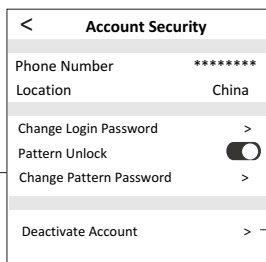 < Account Security
Phone Number ********
Location China
Change Login Password >
Pattern Unlock
Change Pattern Password >
Deactivate Account >